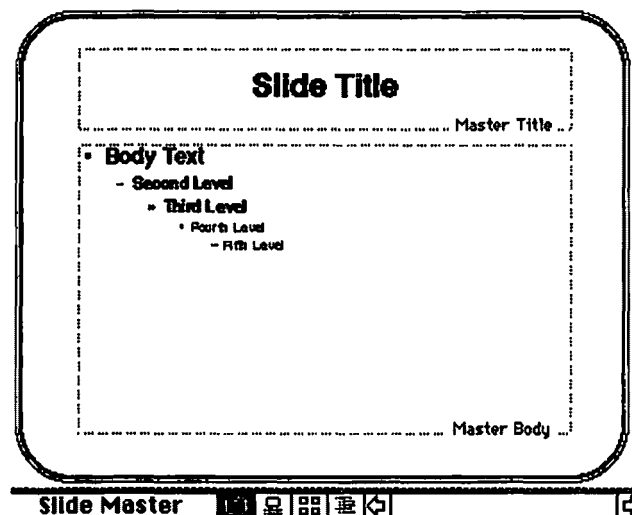 Slide Title
Master Title
• Body Text
– Second Level
» Third Level
• Fourth Level
– Fifth Level
Master Body
Slide Master